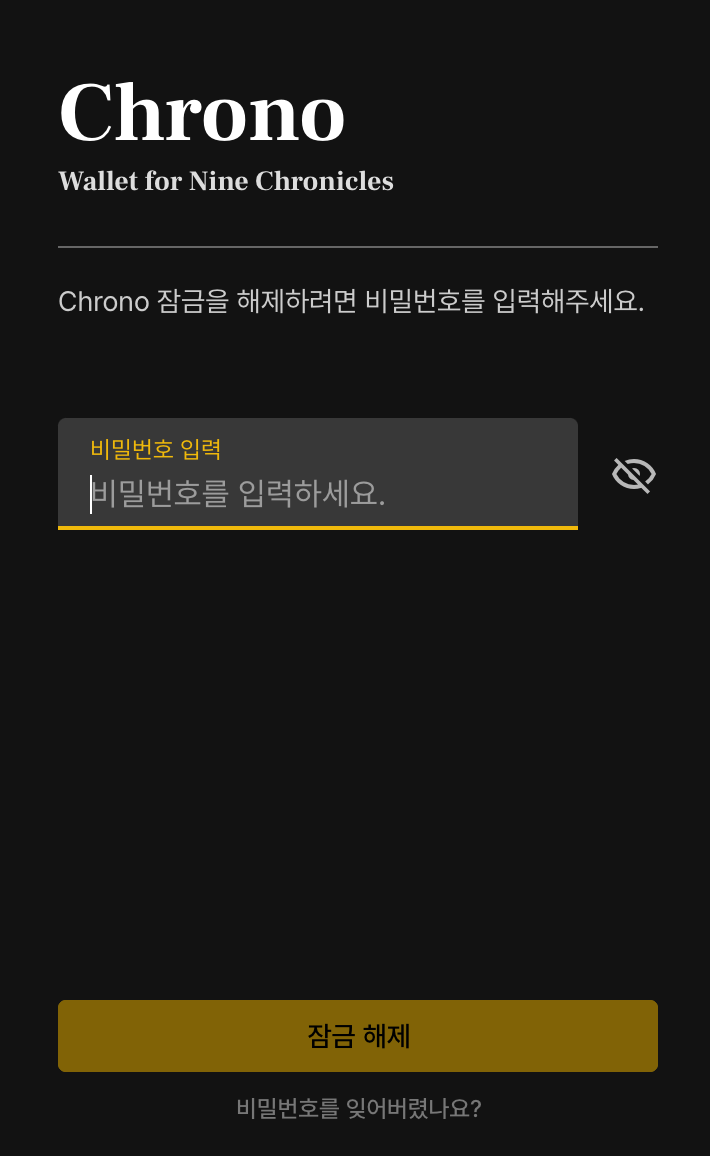 Chrono
Wallet for Nine Chronicles
Chrono 잠금을 해제하려면 비밀번호를 입력해주세요.
비밀번호 입력
비밀번호를 입력하세요.
잠금 해제
비밀번호를 잊어버렸나요?